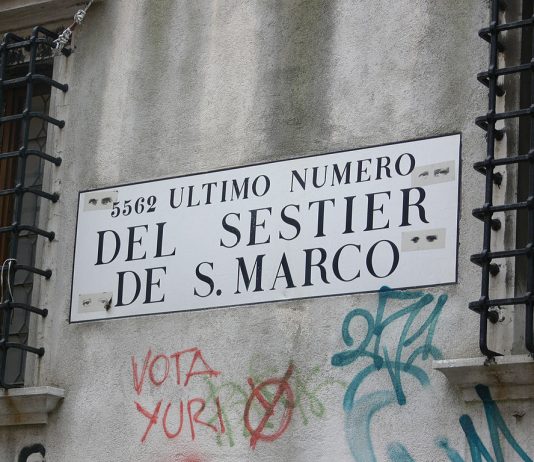 5562 ULTIMO NUMERO
DEL SESTIER
DE S. MARCO
VOTA
YURI